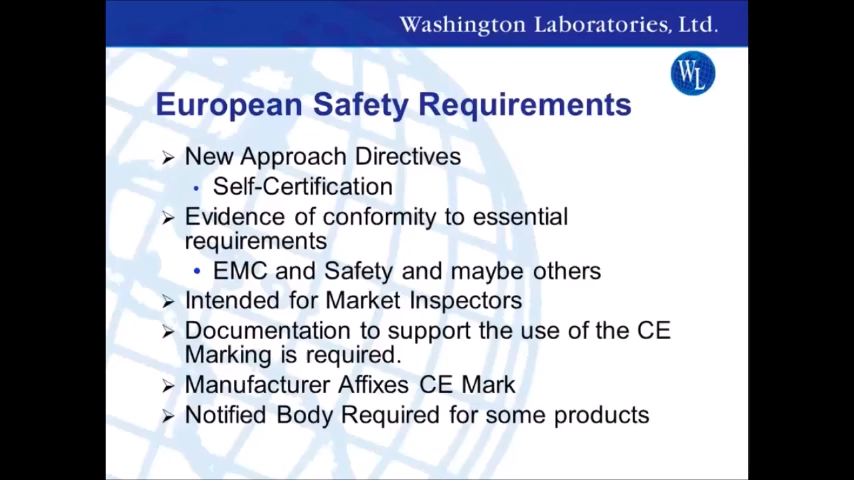 Washington Laboratories, Ltd.
WL
European Safety Requirements
New Approach Directives
Self-Certification
Evidence of conformity to essential
requirements
EMC and Safety and maybe others
Intended for Market Inspectors
Documentation to support the use of the CE
Marking is required.
Manufacturer Affixes CE Mark
Notified Body Required for some products